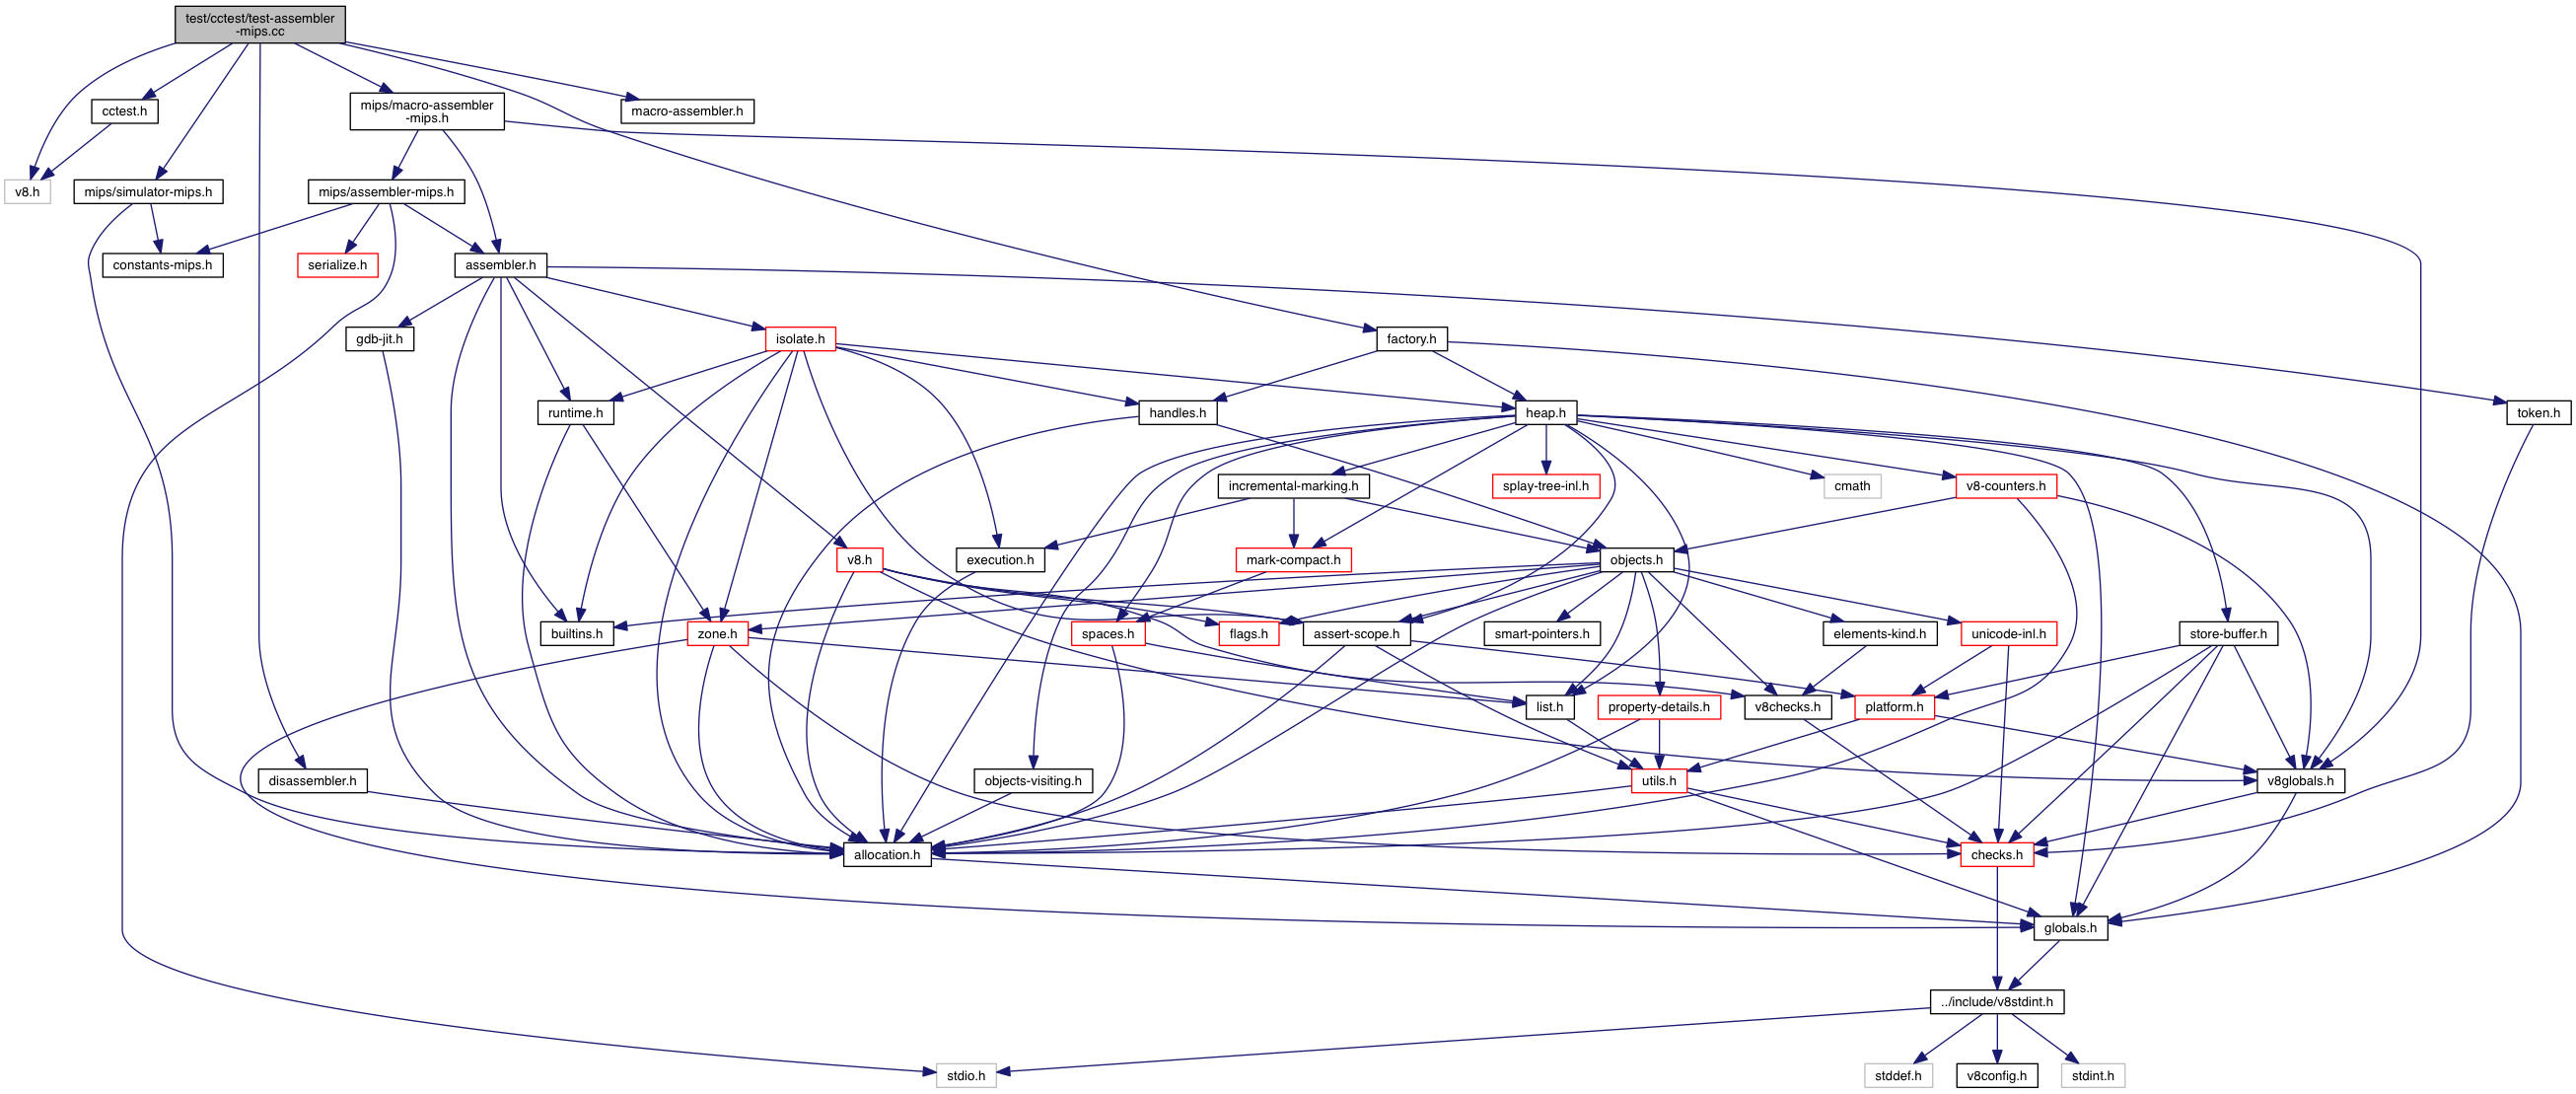 test/cctest/test-assembler
-mips.cc
cctest.h
mips/macro-assembler
-mips.h
macro-assembler.h
v8.h
mips/simulator-mips.h
mips/assembler-mips.h
constants-mips.h
serialize.h
assembler.h
gdb-jit.h
isolate.h
factory.h
runtime.h
handles.h
heap.h
token.h
incremental-marking.h
splay-tree-inl.h
cmath
v8-counters.h
v8.h
execution.h
mark-compact.h
objects.h
builtins.h
zone.h
spaces.h
flags.h
assert-scope.h
smart-pointers.h
elements-kind.h
unicode-inl.h
store-buffer.h
list.h
property-details.h
v8checks.h
platform.h
disassembler.h
objects-visiting.h
utils.h
v8globals.h
allocation.h
checks.h
globals.h
../include/v8stdint.h
stdio.h
stddef.h
v8config.h
stdint.h